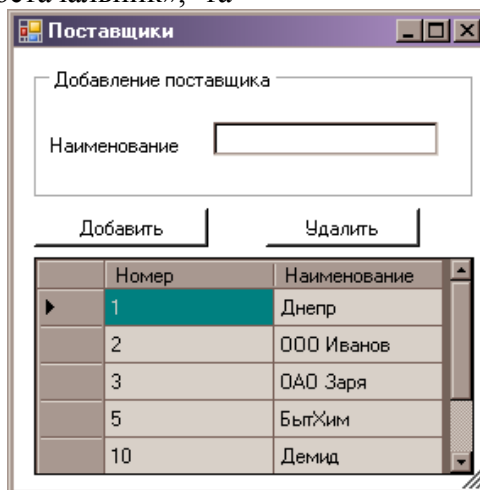 Поставщики
Добавление поставщика
Наименование
Добавить Удалить
Номер Наименование
1 Днепр
2 ООО Иванов
3 ОАО Заря
5 БытХим
10 Демид